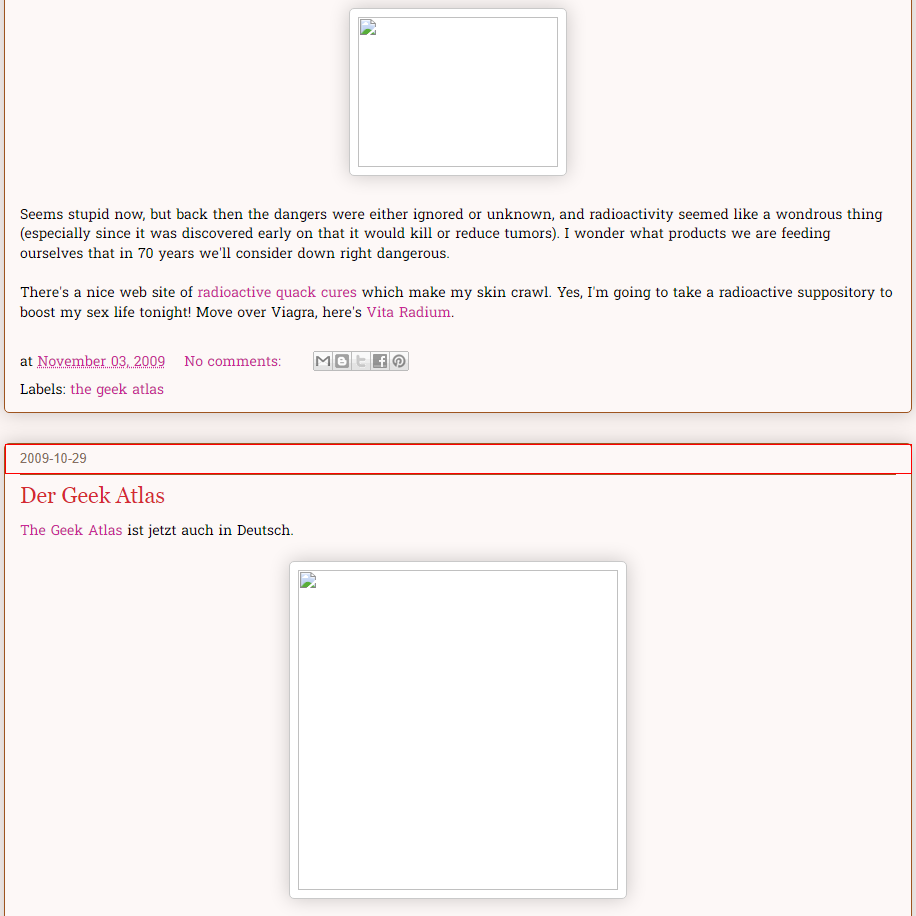 Seems stupid now, but back then the dangers were either ignored or unknown, and radioactivity seemed like a wondrous thing
(especially since it was discovered early on that it would kill or reduce tumors). I wonder what products we are feeding
ourselves that in 70 years we'll consider down right dangerous.
There's a nice web site of radioactive quack cures which make my skin crawl. Yes, I'm going to take a radioactive suppository to
boost my sex life tonight! Move over Viagra, here's Vita Radium.
at November 03, 2009 No comments:
Labels: the geek atlas
2009-10-29
Der Geek Atlas
The Geek Atlas ist jetzt auch in Deutsch.